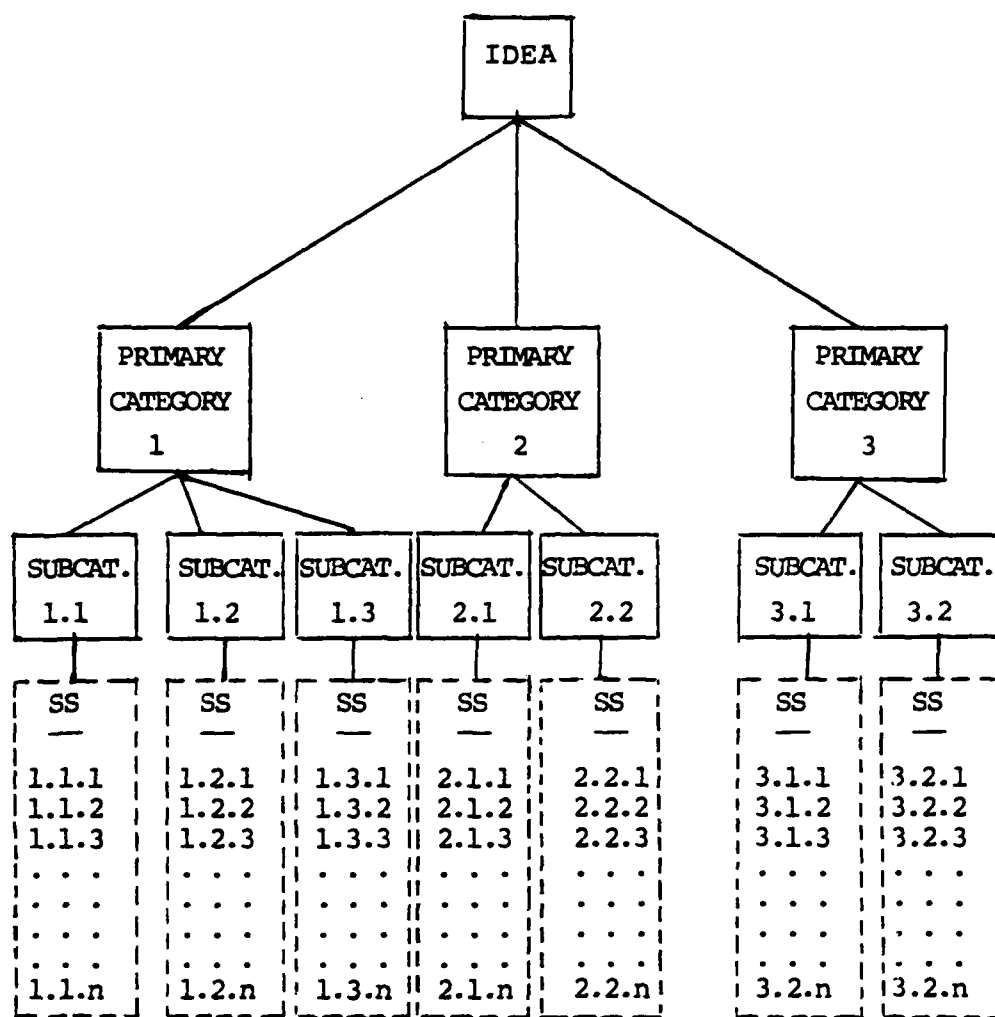 IDEA
PRIMARY PRIMARY PRIMARY
CATEGORY CATEGORY CATEGORY
1 2 3
SUBCAT. SUBCAT. SUBCAT. SUBCAT. SUBCAT. SUBCAT. SUBCAT.
1.1 1.2 1.3 2.1 2.2 3.1 3.2
SS SS SS SS SS SS SS
1.1.1 1.2.1 1.3.1 2.1.1 2.2.1 3.1.1 3.2.1
1.1.2 1.2.2 1.3.2 2.1.2 2.2.2 3.1.2 3.2.2
1.1.3 1.2.3 1.3.3 2.1.3 2.2.3 3.1.3 3.2.3
. . . . . . . . . . . . . . . . . . . . .
. . . . . . . . . . . . . . . . . . . . .
. . . . . . . . . . . . . . . . . . . . .
. . . . . . . . . . . . . . . . . . . . .
1.1.n 1.2.n 1.3.n 2.1.n 2.2.n 3.2.n 3.2.n